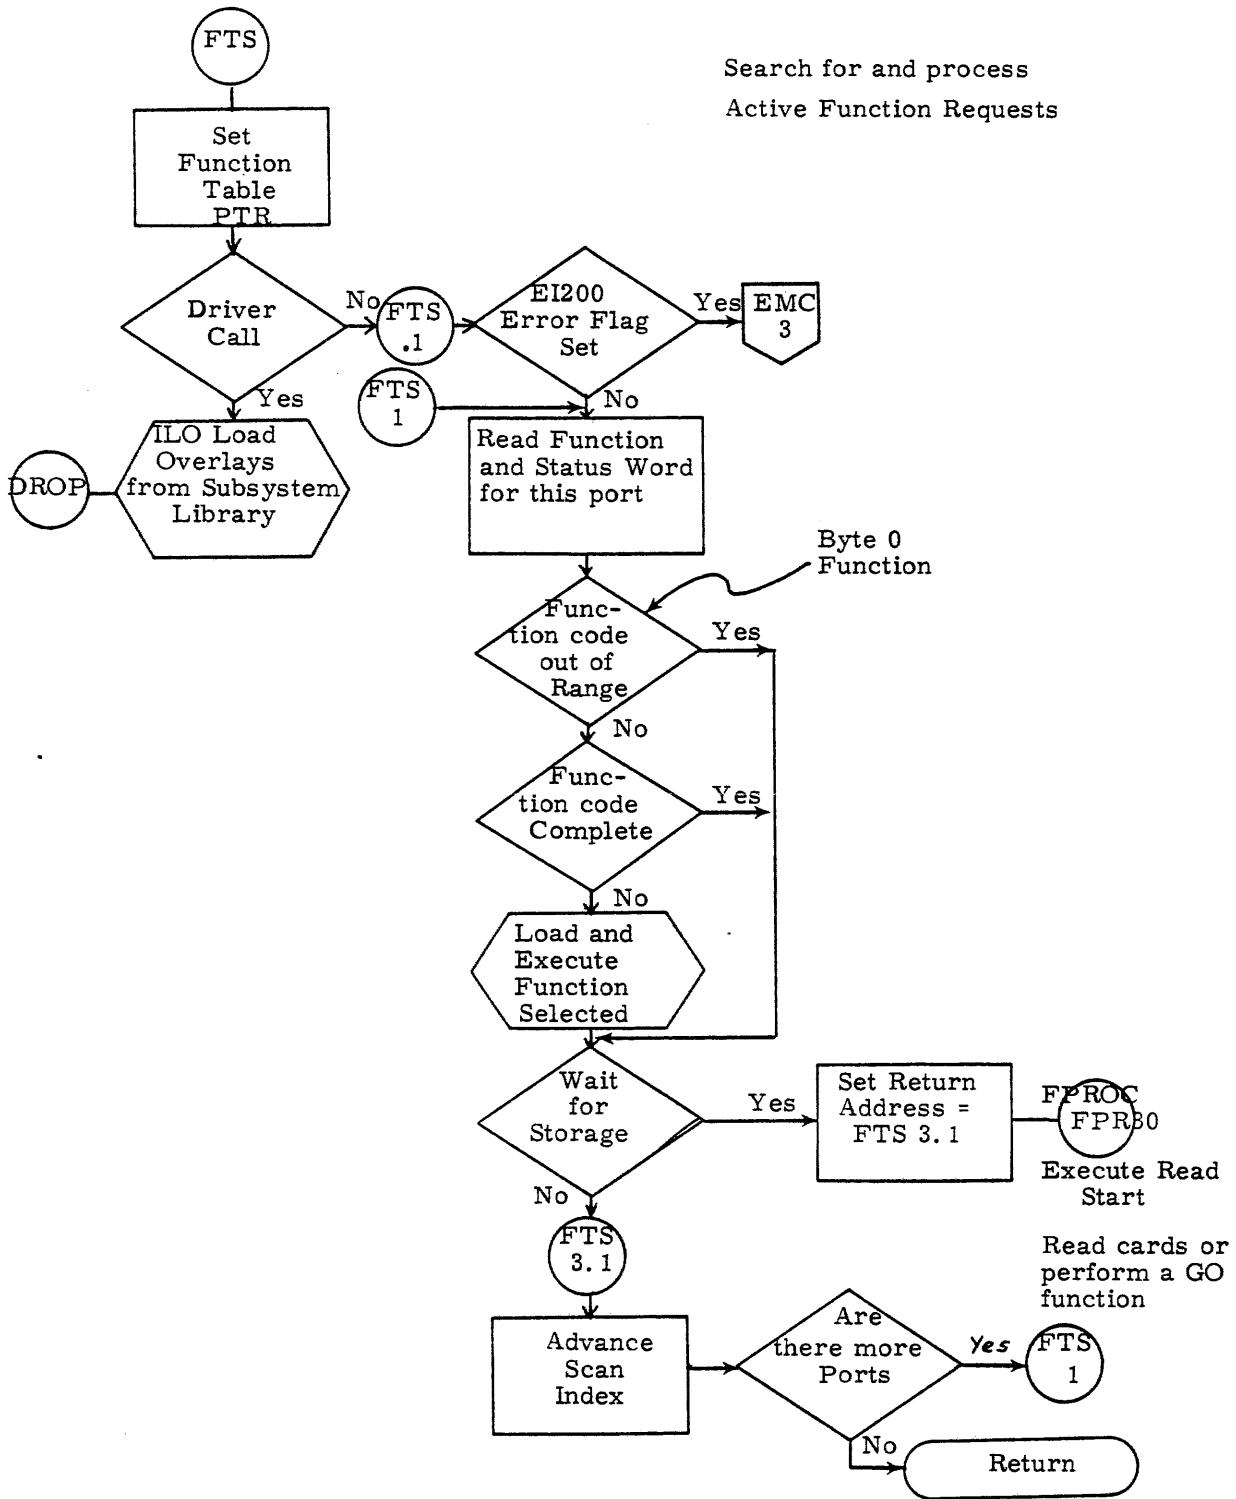 FTS
Search for and process
Active Function Requests
Set
Function
Table
PTR
Driver
Call
No
FTS
.1
EI200
Error Flag
Set
Yes
EMC
3
Yes
FTS
1
No
ILO Load
Overlays
from Subsystem
Library
DROP
Read Function
and Status Word
for this port
Byte 0
Function
Func-
tion code
out of
Range
Yes
No
Func-
tion code
Complete
Yes
No
Load and
Execute
Function
Selected
Wait
for
Storage
Yes
Set Return
Address =
FTS 3.1
FPROC
FPR30
Execute Read
Start
No
FTS
3.1
Read cards or
perform a GO
function
Advance
Scan
Index
Are
there more
Ports
Yes
FTS
1
No
Return